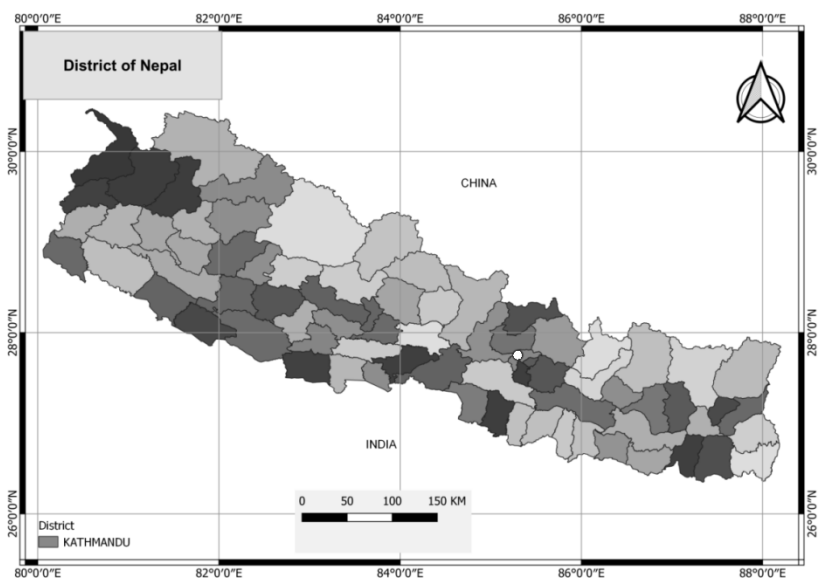 80°0'0"E 82°0'0"E 84°0'0"E 86°0'0"E 88°0'0"E
District of Nepal
30°0'0"N
30°0'0"N
CHINA
28°0'0"N
28°0'0"N
INDIA
0 50 100 150 KM
26°0'0"N
26°0'0"N
District
KATHMANDU
80°0'0"E 82°0'0"E 84°0'0"E 86°0'0"E 88°0'0"E